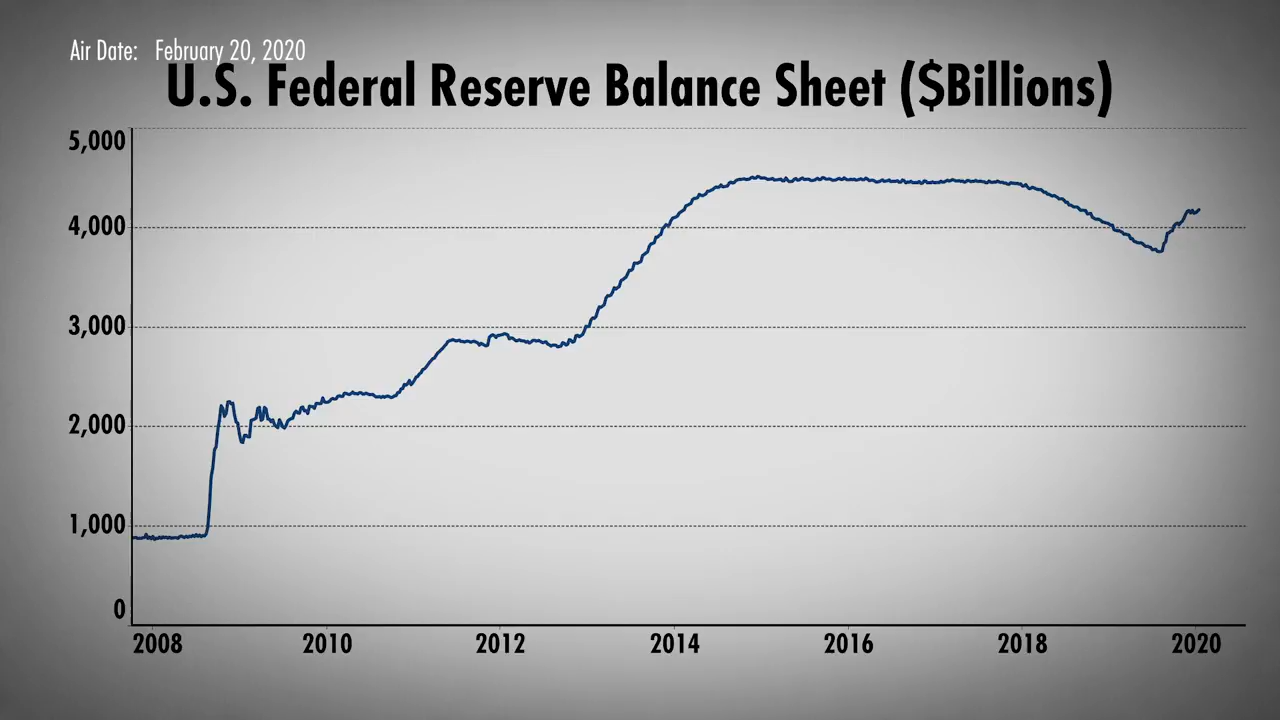 Air Date: February 20, 2020
U.S. Federal Reserve Balance Sheet ($Billions)
5,000
4,000
3,000
2,000
1,000
0
2008 2010 2012 2014 2016 2018 2020